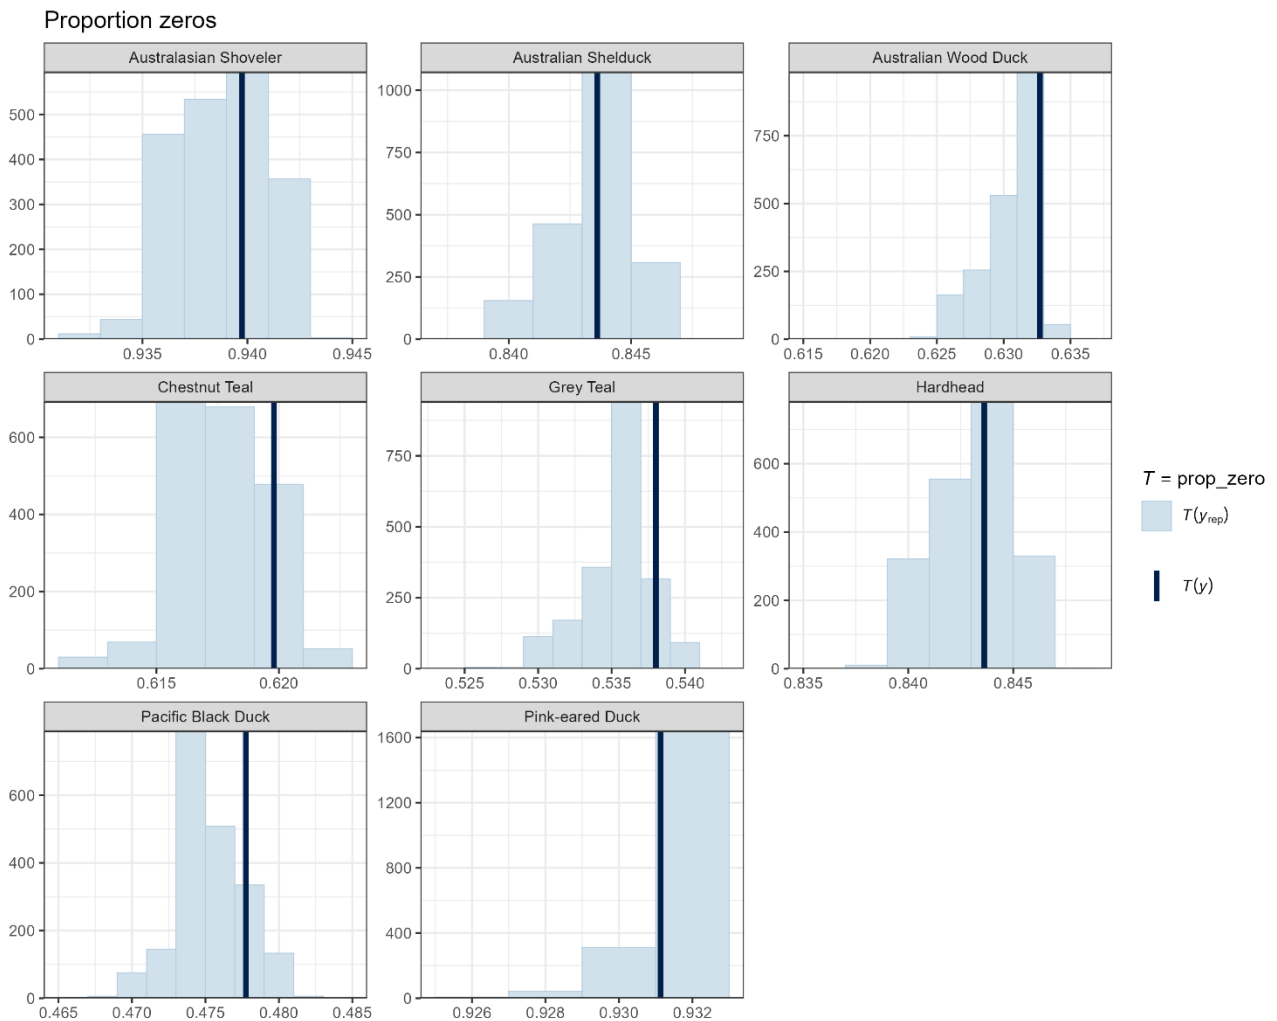 Proportion zeros
Australasian Shoveler
500
400
300
200
100
0
0.935 0.940 0.945
Australian Shelduck
1000
750
500
250
0
0.840 0.845
Australian Wood Duck
750
500
250
0
0.615 0.620 0.625 0.630 0.635
Chestnut Teal
600
400
200
0
0.615 0.620
Grey Teal
750
500
250
0
0.525 0.530 0.535 0.540
Hardhead
600
400
200
0
0.835 0.840 0.845
Pacific Black Duck
600
400
200
0
0.465 0.470 0.475 0.480 0.485
Pink-eared Duck
1600
1200
800
400
0
0.926 0.928 0.930 0.932
T = prop_zero
T(yrep)
T(y)